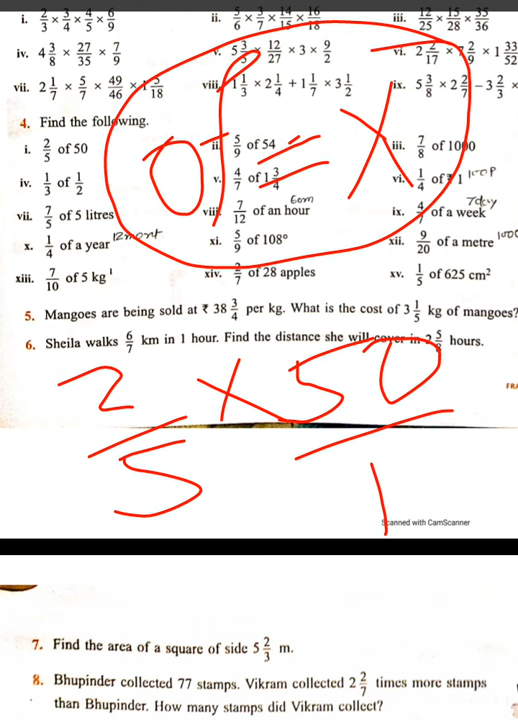 i. 2/3 × 3/4 × 4/5 × 6/9 ii. 5/6 × 3/7 × 14/15 × 16/18 iii. 12/25 × 15/28 × 35/36
iv. 4 3/8 × 27/35 × 7/9 v. 5 3/5 × 12/27 × 3 × 9/2 vi. 2 2/17 × 2/9 × 1 33/52
vii. 2 1/7 × 5/7 × 49/46 × 5/18 viii. 1 1/3 × 2 1/4 + 1 1/7 × 3 1/2 ix. 5 3/8 × 2 2/7 – 3 2/3 ×
4. Find the following.
i. 2/5 of 50 ii. 5/9 of 54 iii. 7/8 of 1000
iv. 1/3 of 1/2 v. 4/7 of 1 3/4 vi. 1/4 of ₹ 1 100P
vii. 7/5 of 5 litres viii. 7/12 of an hour 60m ix. 4/7 of a week 7day
x. 1/4 of a year 12mont xi. 5/9 of 108° xii. 9/20 of a metre
xiii. 7/10 of 5 kg xiv. 2/7 of 28 apples xv. 1/5 of 625 cm²
of = ×
5. Mangoes are being sold at ₹ 38 3/4 per kg. What is the cost of 3 1/5 kg of mangoes?
6. Sheila walks 6/7 km in 1 hour. Find the distance she will cover in 2 5/8 hours.
2/5 × 50/1
FRA
Scanned with CamScanner
7. Find the area of a square of side 5 2/3 m.
8. Bhupinder collected 77 stamps. Vikram collected 2 2/7 times more stamps
than Bhupinder. How many stamps did Vikram collect?